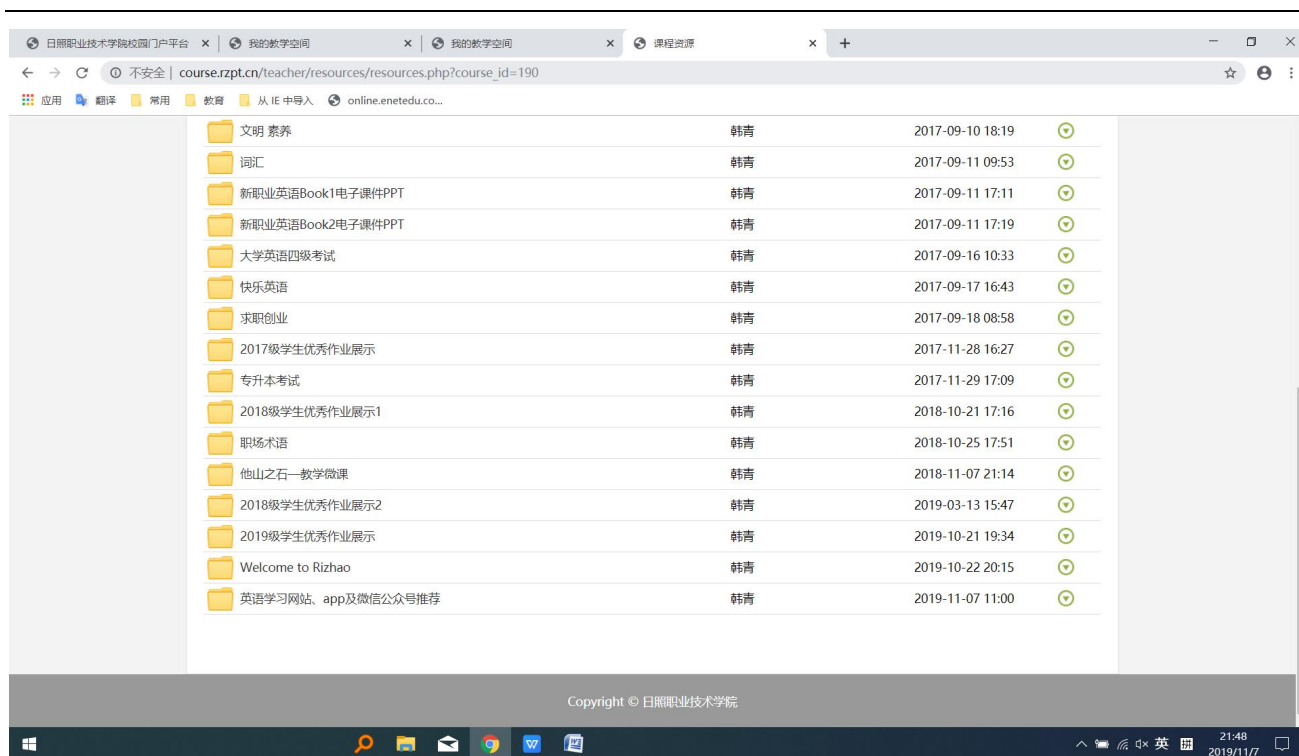 日照职业技术学院校园门户平台 我的教学空间 我的教学空间 课程资源
不安全 | course.rzpt.cn/teacher/resources/resources.php?course_id=190
应用 翻译 常用 教育 从 IE 中导入 online.enetedu.co...
文明 素养 韩青 2017-09-10 18:19
词汇 韩青 2017-09-11 09:53
新职业英语Book1电子课件PPT 韩青 2017-09-11 17:11
新职业英语Book2电子课件PPT 韩青 2017-09-11 17:19
大学英语四级考试 韩青 2017-09-16 10:33
快乐英语 韩青 2017-09-17 16:43
求职创业 韩青 2017-09-18 08:58
2017级学生优秀作业展示 韩青 2017-11-28 16:27
专升本考试 韩青 2017-11-29 17:09
2018级学生优秀作业展示1 韩青 2018-10-21 17:16
职场术语 韩青 2018-10-25 17:51
他山之石—教学微课 韩青 2018-11-07 21:14
2018级学生优秀作业展示2 韩青 2019-03-13 15:47
2019级学生优秀作业展示 韩青 2019-10-21 19:34
Welcome to Rizhao 韩青 2019-10-22 20:15
英语学习网站、app及微信公众号推荐 韩青 2019-11-07 11:00
Copyright © 日照职业技术学院
英 拼 21:48
2019/11/7